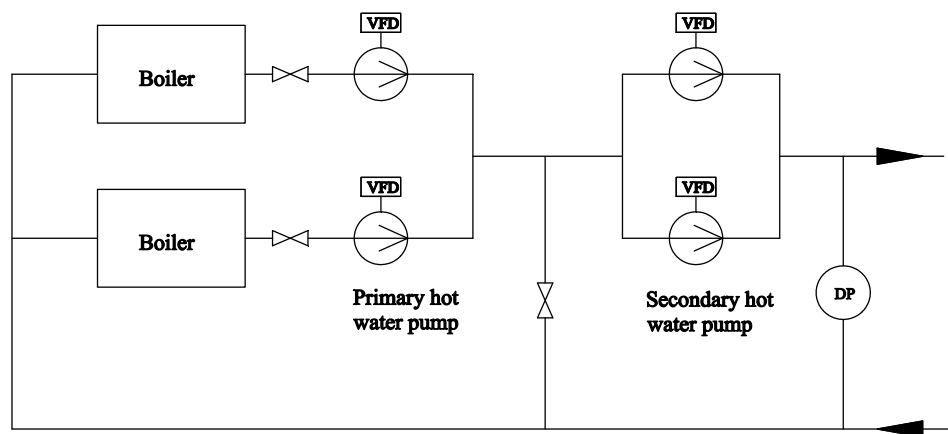 VFD
VFD
Boiler
VFD
VFD
Boiler
Primary hot
water pump
Secondary hot
water pump
DP